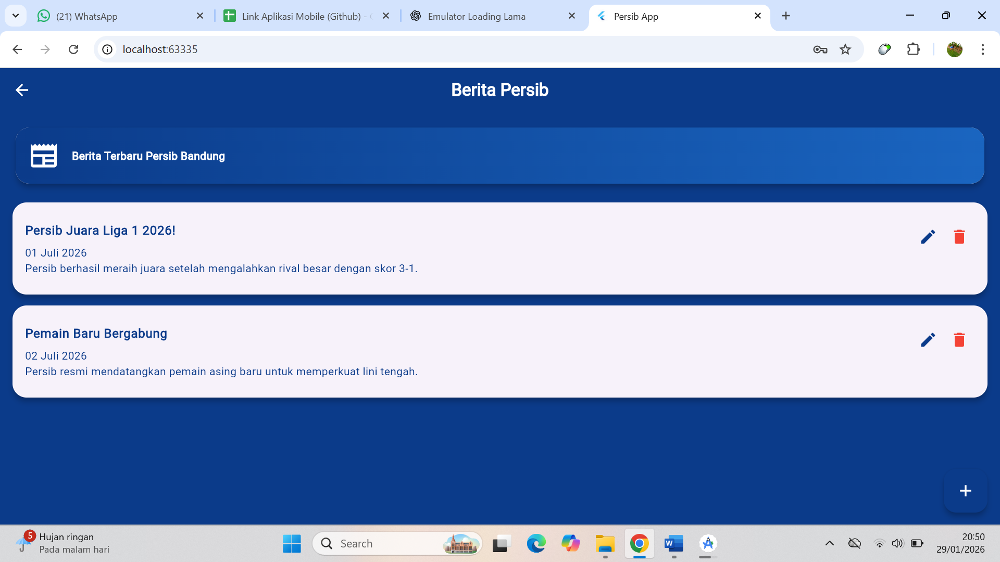 (21) WhatsApp
Link Aplikasi Mobile (Github) -
Emulator Loading Lama
Persib App
localhost:63335
Berita Persib
Berita Terbaru Persib Bandung
Persib Juara Liga 1 2026!
01 Juli 2026
Persib berhasil meraih juara setelah mengalahkan rival besar dengan skor 3-1.
Pemain Baru Bergabung
02 Juli 2026
Persib resmi mendatangkan pemain asing baru untuk memperkuat lini tengah.
+
5
Hujan ringan
Pada malam hari
Search
W
20:50
29/01/2026